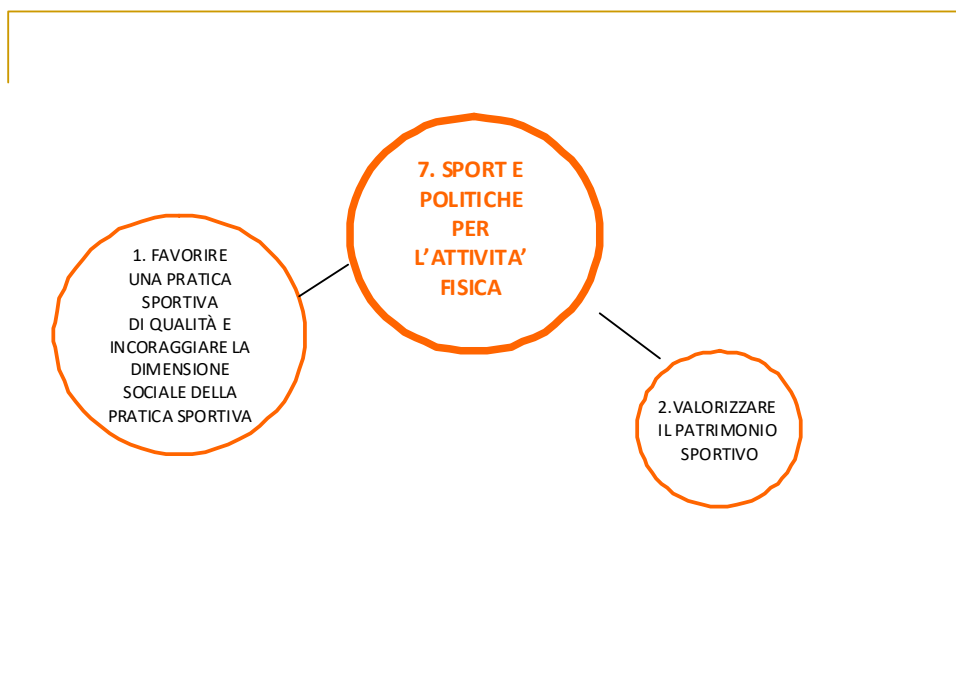 7. SPORT E
POLITICHE
PER
L’ATTIVITA’
FISICA
1. FAVORIRE
UNA PRATICA
SPORTIVA
DI QUALITÀ E
INCORAGGIARE LA
DIMENSIONE
SOCIALE DELLA
PRATICA SPORTIVA
2.VALORIZZARE
IL PATRIMONIO
SPORTIVO